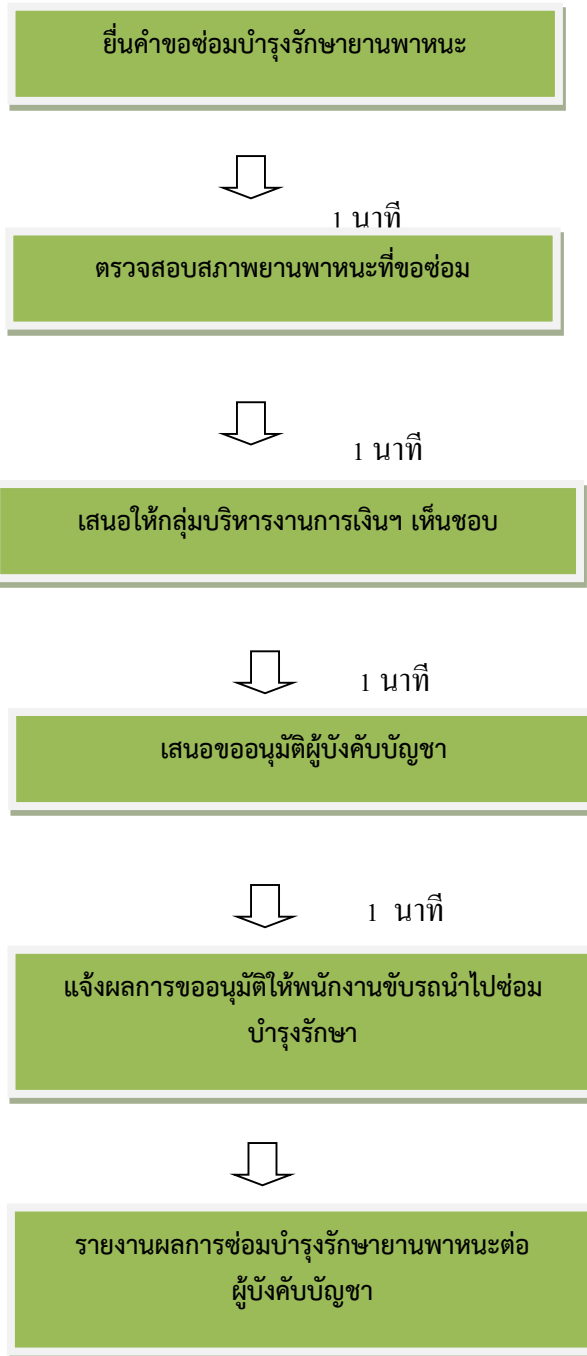 ยื่นคำขอซ่อมบำรุงรักษายานพาหนะ
1 นาที
ตรวจสอบสภาพยานพาหนะที่ขอซ่อม
1 นาที
เสนอให้กลุ่มบริหารงานการเงินฯ เห็นชอบ
1 นาที
เสนอขออนุมัติผู้บังคับบัญชา
1 นาที
แจ้งผลการขออนุมัติให้พนักงานขับรถนำไปซ่อม
บำรุงรักษา
รายงานผลการซ่อมบำรุงรักษายานพาหนะต่อ
ผู้บังคับบัญชา